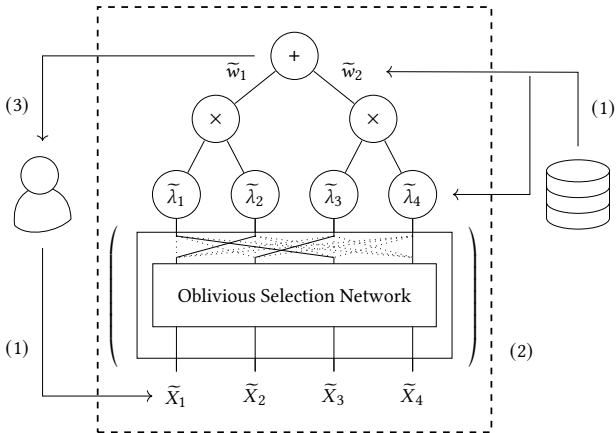 +
w̃₁ w̃₂
(3) (1)
× ×
λ̃₁ λ̃₂ λ̃₃ λ̃₄
Oblivious Selection Network
(1) (2)
X̃₁ X̃₂ X̃₃ X̃₄